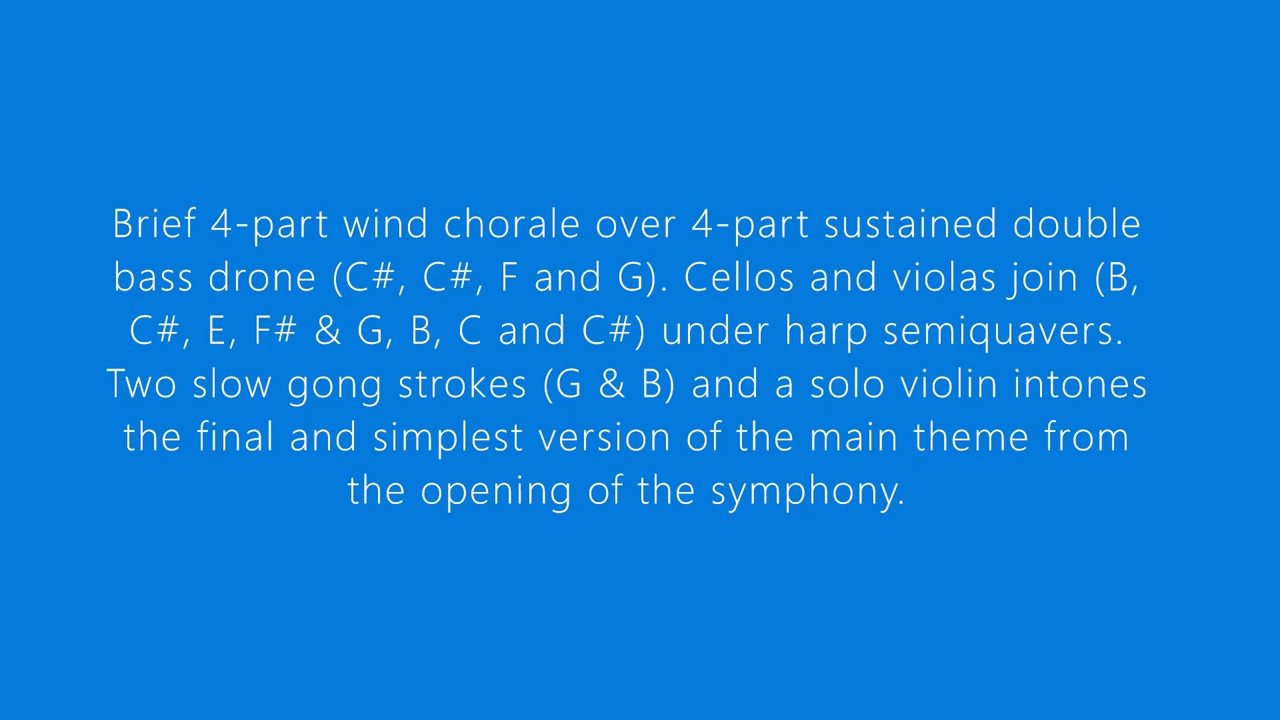 Brief 4-part wind chorale over 4-part sustained double
bass drone (C#, C#, F and G). Cellos and violas join (B,
C#, E, F# & G, B, C and C#) under harp semiquavers.
Two slow gong strokes (G & B) and a solo violin intones
the final and simplest version of the main theme from
the opening of the symphony.